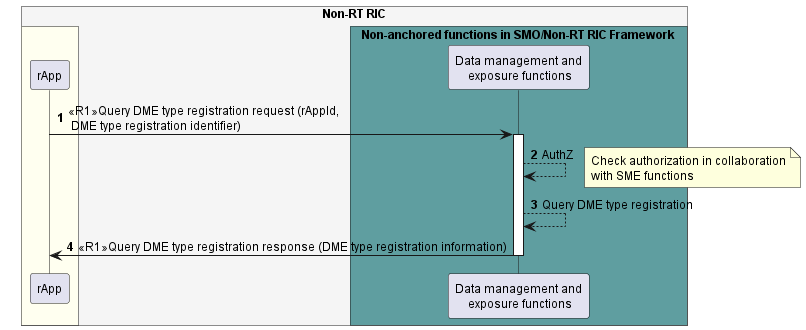 Non-RT RIC
Non-anchored functions in SMO/Non-RT RIC Framework
rApp
Data management and
exposure functions
1 «R1»Query DME type registration request (rAppId,
DME type registration identifier)
2 AuthZ
Check authorization in collaboration
with SME functions
3 Query DME type registration
4 «R1»Query DME type registration response (DME type registration information)
rApp
Data management and
exposure functions